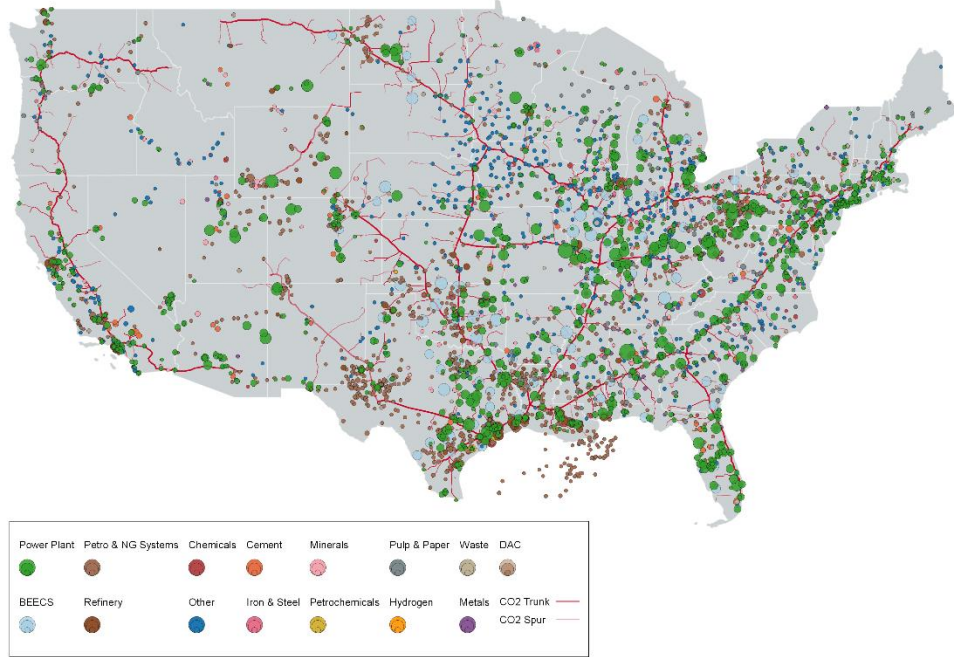 Power Plant Petro & NG Systems Chemicals Cement Minerals Pulp & Paper Waste DAC
BEECS Refinery Other Iron & Steel Petrochemicals Hydrogen Metals CO2 Trunk
CO2 Spur